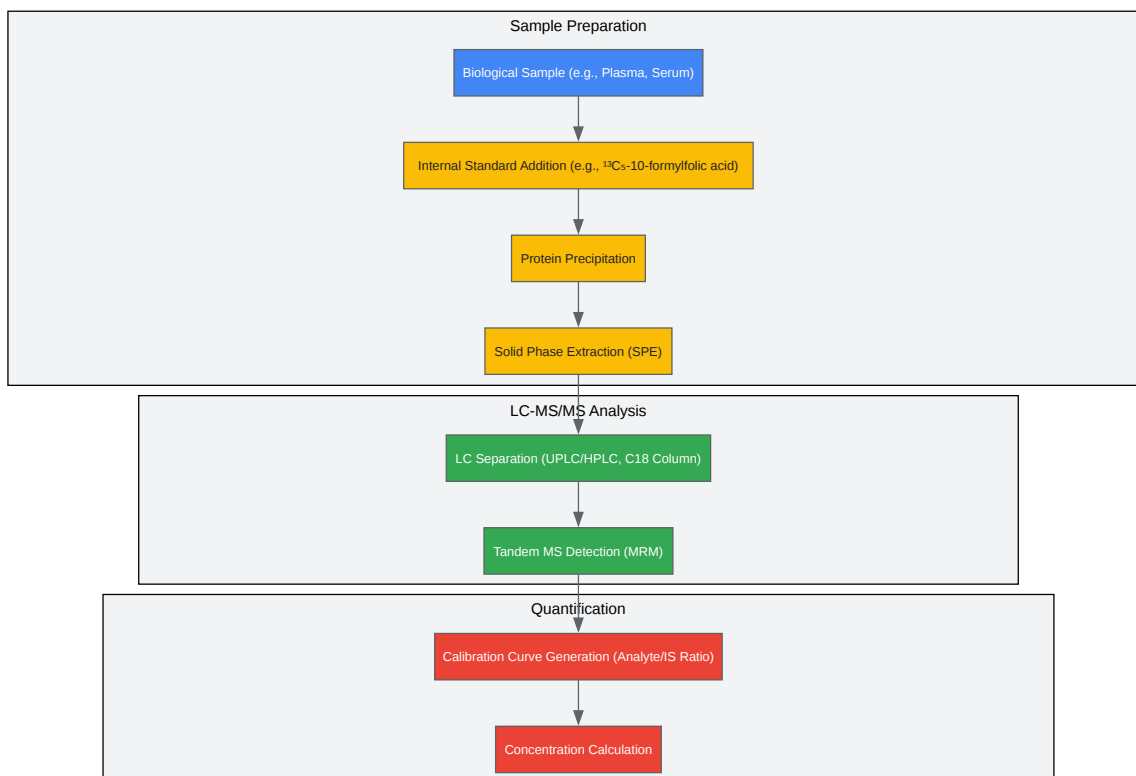 Sample Preparation
Biological Sample (e.g., Plasma, Serum)
Internal Standard Addition (e.g., ¹³C₅-10-formylfolic acid)
Protein Precipitation
Solid Phase Extraction (SPE)
LC-MS/MS Analysis
LC Separation (UPLC/HPLC, C18 Column)
Tandem MS Detection (MRM)
Quantification
Calibration Curve Generation (Analyte/IS Ratio)
Concentration Calculation